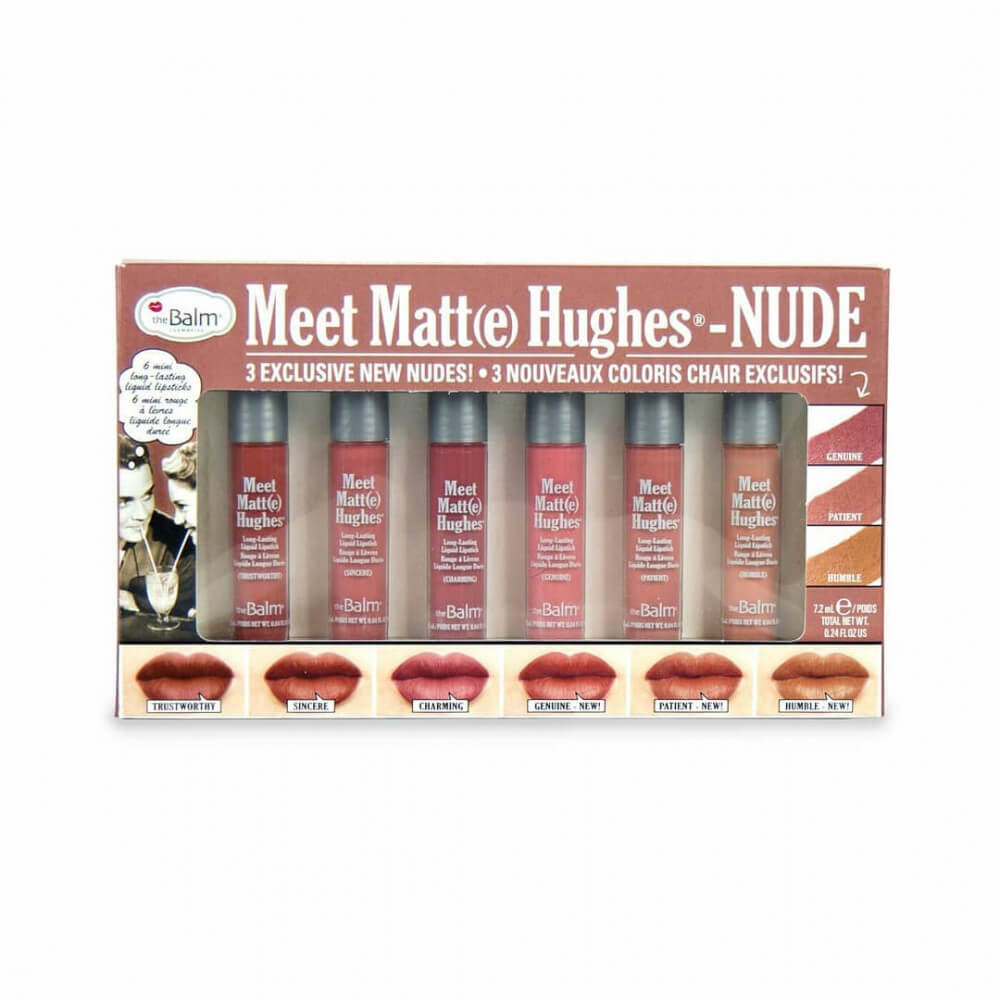 theBalm®
COSMETICS
Meet Matt(e) Hughes®-NUDE
3 EXCLUSIVE NEW NUDES! • 3 NOUVEAUX COLORIS CHAIR EXCLUSIFS!
6 mini
long-lasting
liquid lipsticks
6 mini rouge
à lèvres
liquide longue
dureé
Meet
Matt(e)
Hughes®
Long-Lasting
Liquid Lipstick
Rouge à Lèvres
Liquide Longue Durée
(TRUSTWORTHY)
theBalm®
Meet
Matt(e)
Hughes®
Long-Lasting
Liquid Lipstick
Rouge à Lèvres
Liquide Longue Durée
(SINCERE)
theBalm®
Meet
Matt(e)
Hughes®
Long-Lasting
Liquid Lipstick
Rouge à Lèvres
Liquide Longue Durée
(CHARMING)
theBalm®
Meet
Matt(e)
Hughes®
Long-Lasting
Liquid Lipstick
Rouge à Lèvres
Liquide Longue Durée
(GENUINE)
theBalm®
Meet
Matt(e)
Hughes®
Long-Lasting
Liquid Lipstick
Rouge à Lèvres
Liquide Longue Durée
(PATIENT)
theBalm®
Meet
Matt(e)
Hughes®
Long-Lasting
Liquid Lipstick
Rouge à Lèvres
Liquide Longue Durée
(HUMBLE)
theBalm®
GENUINE
PATIENT
HUMBLE
7.2 mL e / POIDS
TOTAL NET WT.
0.24 FL OZ US
TRUSTWORTHY
SINCERE
CHARMING
GENUINE - NEW!
PATIENT - NEW!
HUMBLE - NEW!